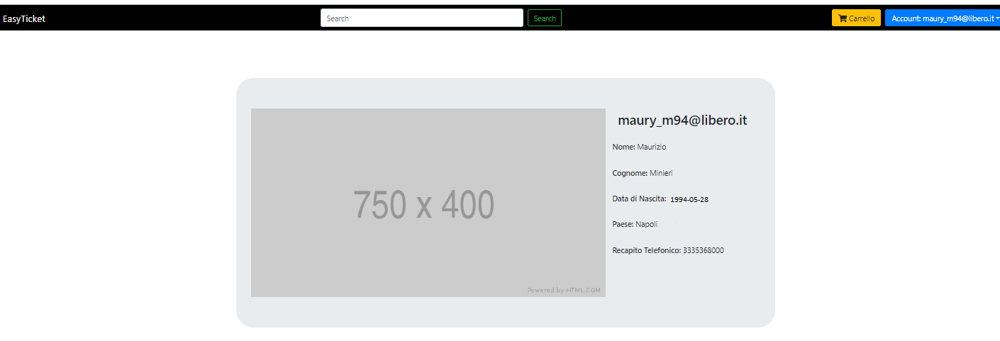 EasyTicket
Search
Search
Carrello
Account: maury_m94@libero.it
750 x 400
Powered by HTML.COM
maury_m94@libero.it
Nome: Maurizio
Cognome: Minieri
Data di Nascita: 1994-05-28
Paese: Napoli
Recapito Telefonico: 3335368000